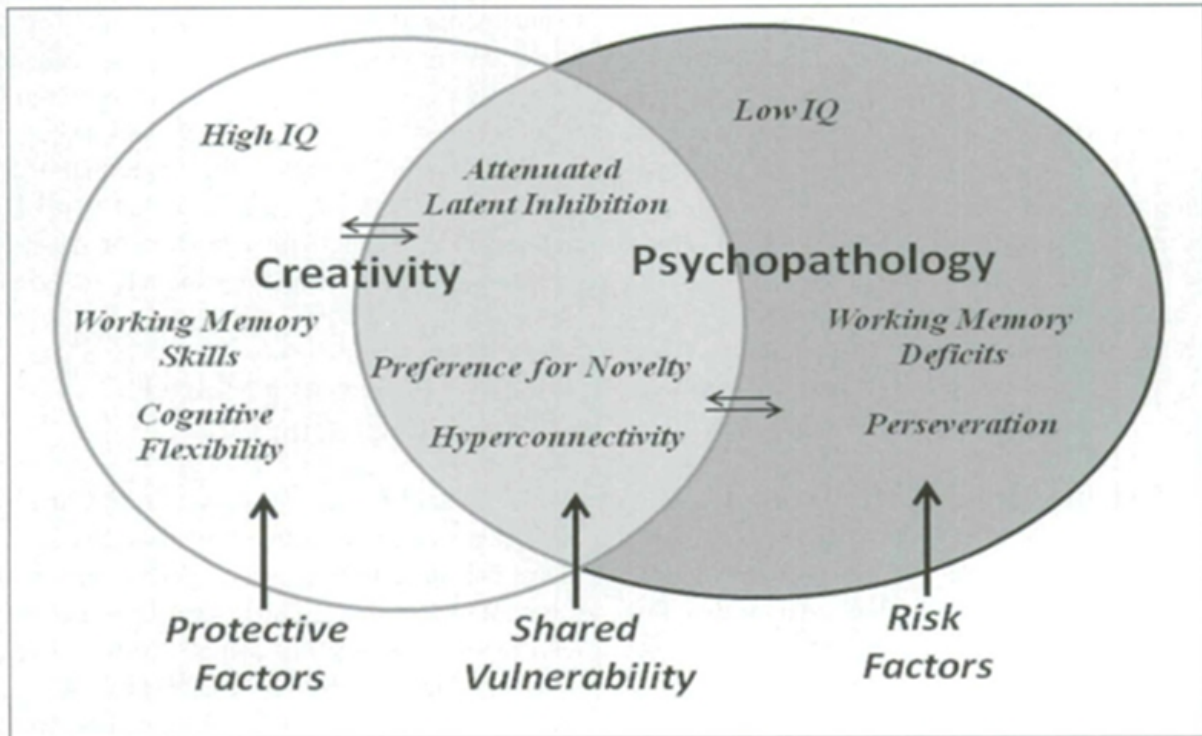 High IQ
Low IQ
Attenuated
Latent Inhibition
Creativity
Psychopathology
Working Memory
Skills
Working Memory
Deficits
Preference for Novelty
Cognitive
Flexibility
Hyperconnectivity
Perseveration
Protective
Factors
Shared
Vulnerability
Risk
Factors